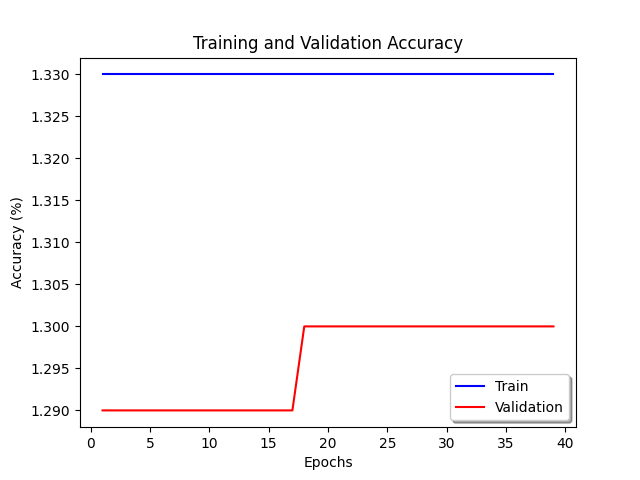 Training and Validation Accuracy
Accuracy (%)
1.330
1.325
1.320
1.315
1.310
1.305
1.300
1.295
1.290
Train
Validation
0 5 10 15 20 25 30 35 40
Epochs